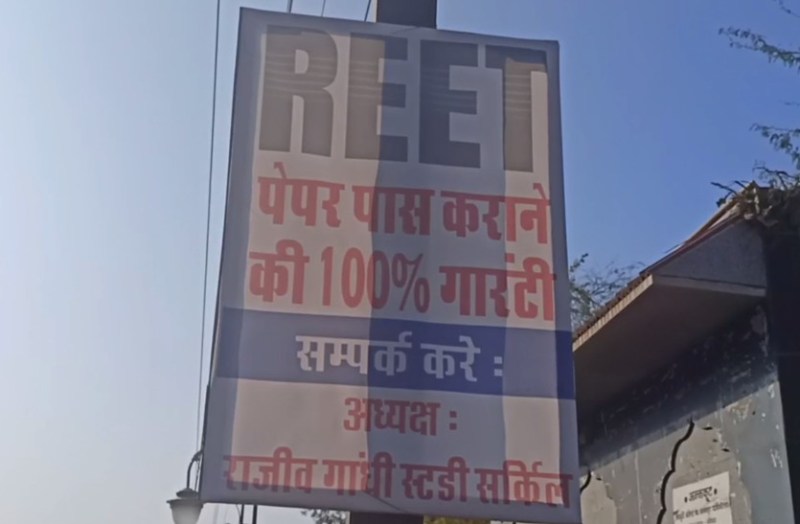 REET
पेपर पास कराने
की 100% गारंटी
सम्पर्क करे :
अध्यक्ष :
राजीव गांधी स्टडी सर्किल